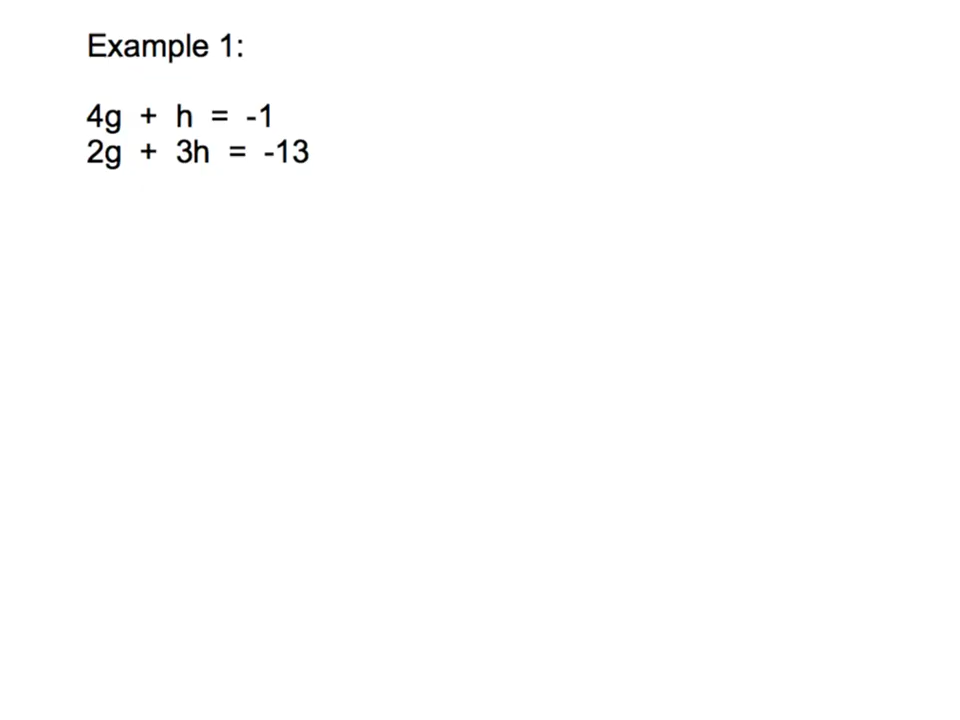 Example 1:
4g + h = -1
2g + 3h = -13